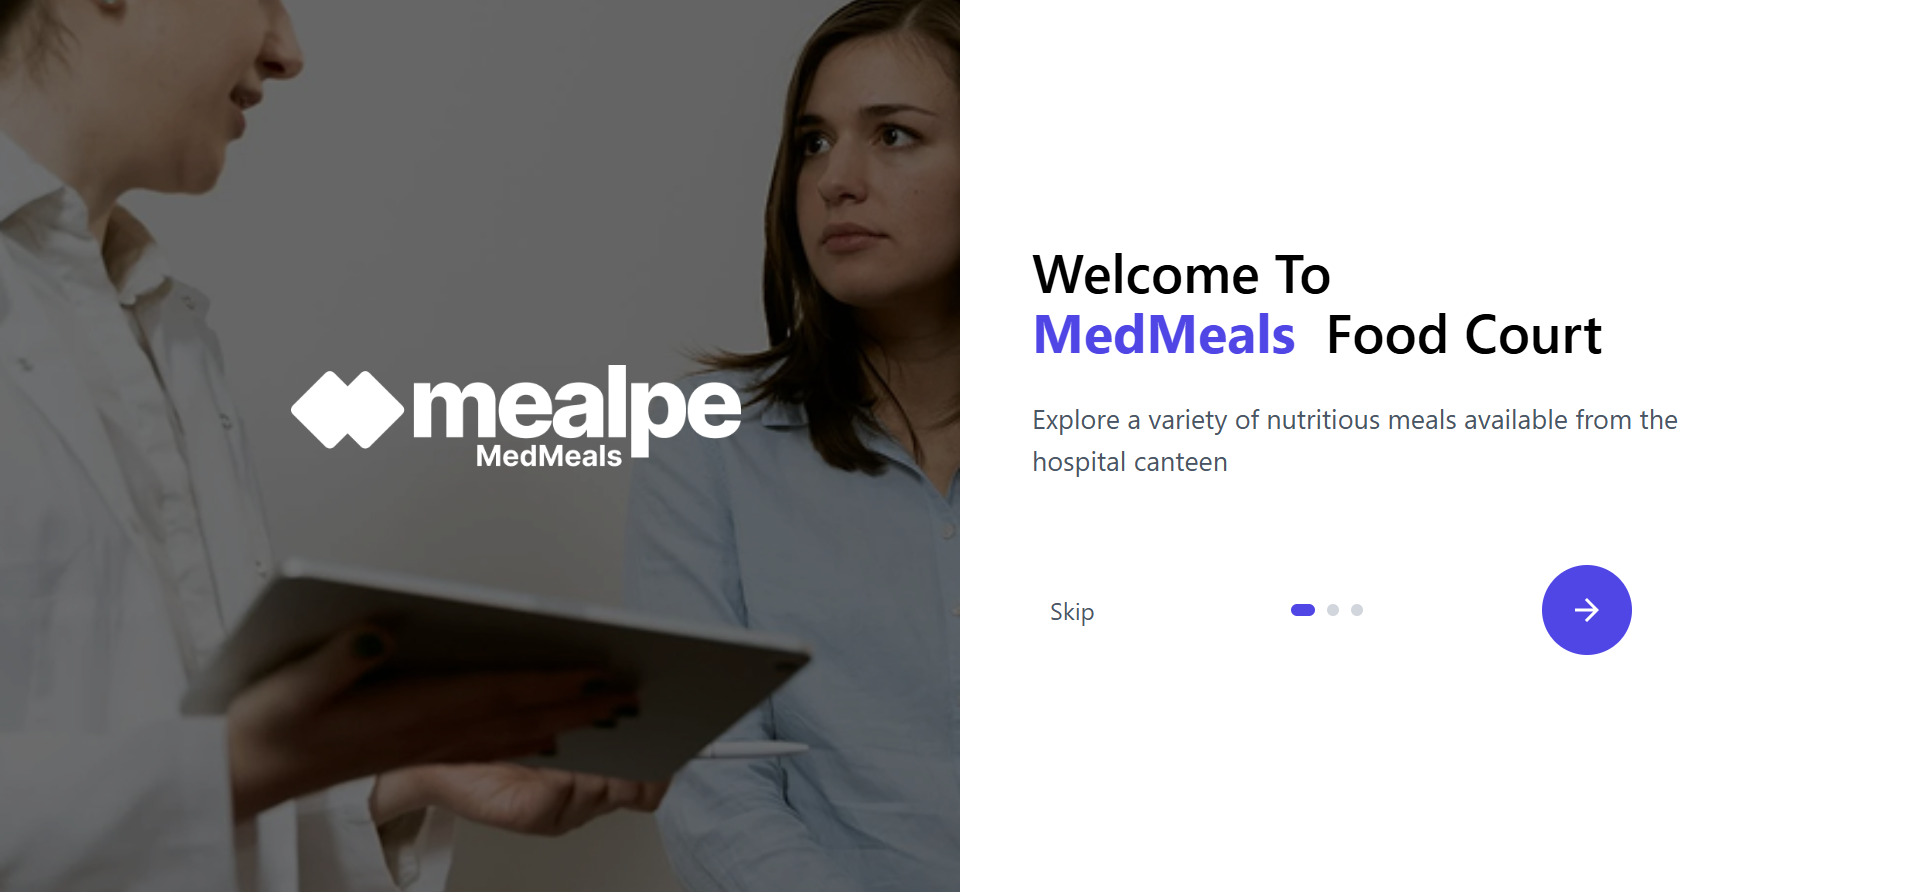 mealpe
MedMeals
Welcome To
MedMeals Food Court
Explore a variety of nutritious meals available from the
hospital canteen
Skip